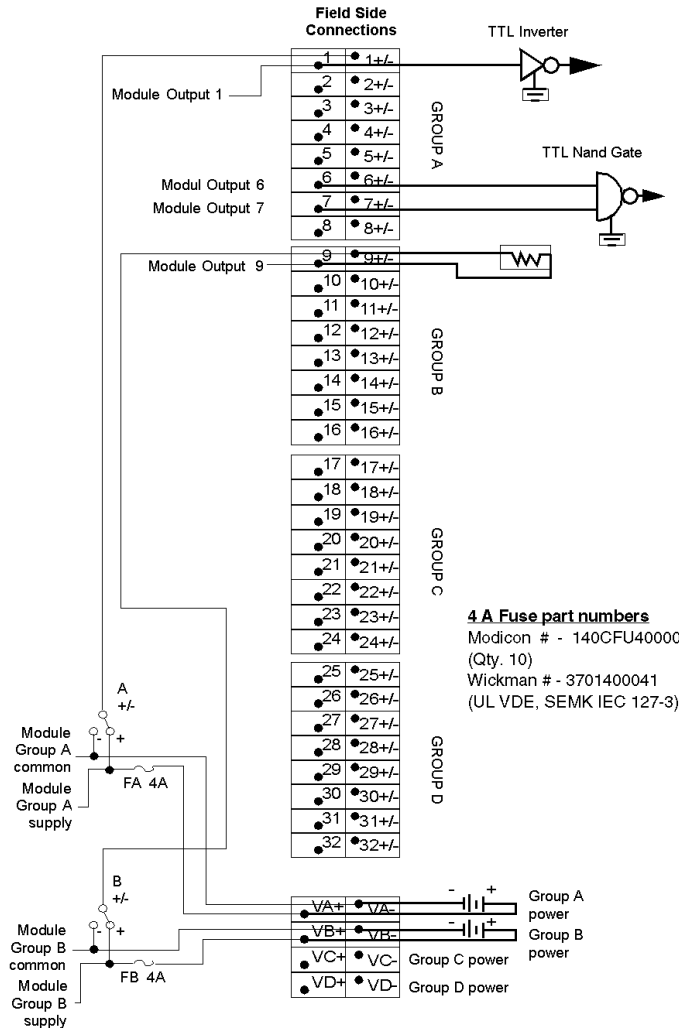 Field Side
Connections
TTL Inverter
1 1+/-
Module Output 1
2 2+/-
3 3+/-
4 4+/-
5 5+/-
GROUP A
TTL Nand Gate
Modul Output 6
6 6+/-
Module Output 7
7 7+/-
8 8+/-
Module Output 9
9 9+/-
10 10+/-
11 11+/-
12 12+/-
13 13+/-
14 14+/-
15 15+/-
16 16+/-
GROUP B
17 17+/-
18 18+/-
19 19+/-
20 20+/-
21 21+/-
22 22+/-
23 23+/-
24 24+/-
GROUP C
4 A Fuse part numbers
Modicon # - 140CFU40000
(Qty. 10)
Wickman # - 3701400041
(UL VDE, SEMK IEC 127-3)
25 25+/-
26 26+/-
27 27+/-
28 28+/-
29 29+/-
30 30+/-
31 31+/-
32 32+/-
GROUP D
A
+/-
- +
Module
Group A
common
FA 4A
Module
Group A
supply
B
+/-
- +
Module
Group B
common
FB 4A
Module
Group B
supply
VA+ VA-
- +
Group A
power
VB+ VB-
- +
Group B
power
VC+ VC- Group C power
VD+ VD- Group D power